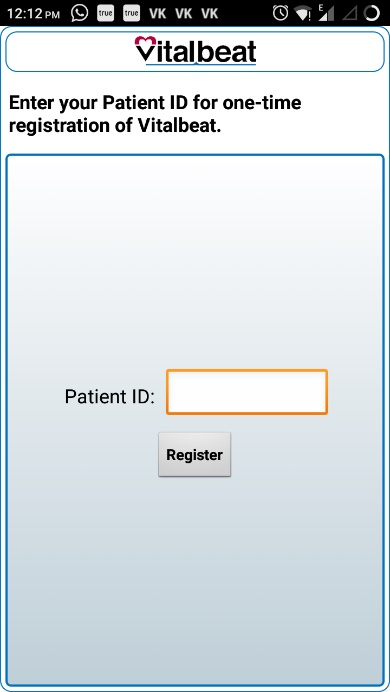 12:12 PM true true VK VK VK E
Vitalbeat
Enter your Patient ID for one-time
registration of Vitalbeat.
Patient ID:
Register